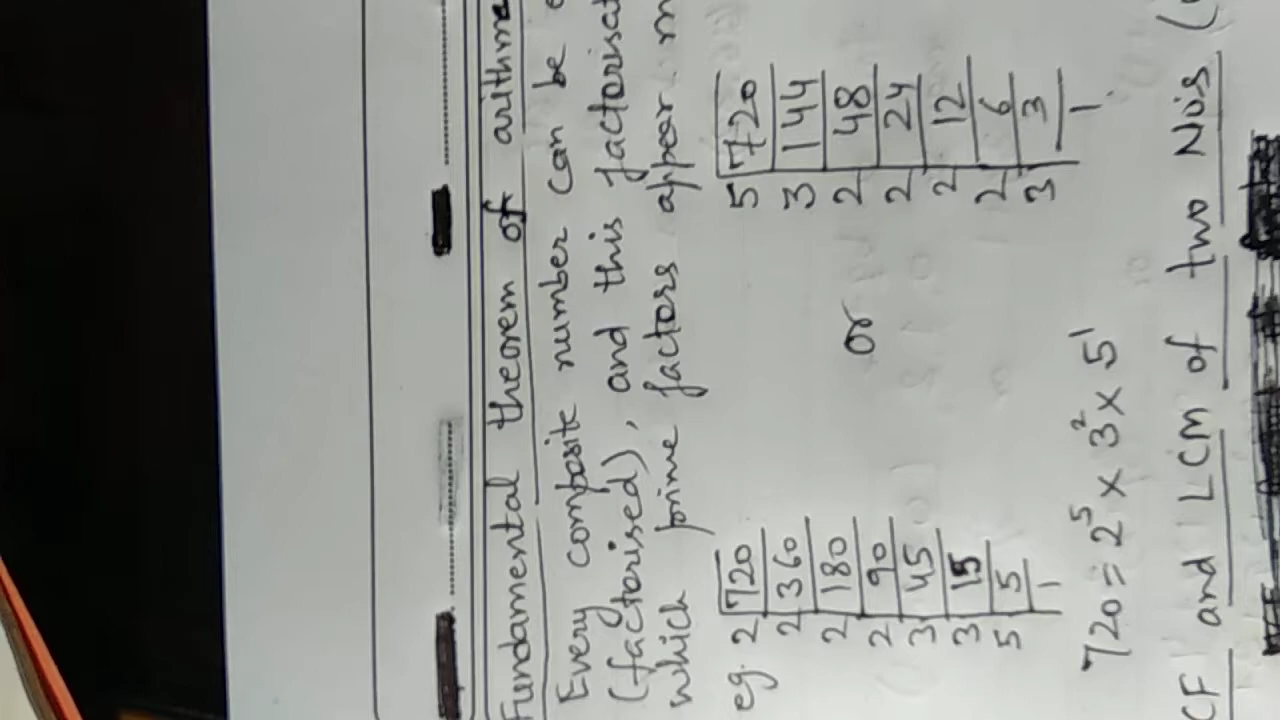 Fundamental theorem of arithme
Every composite number can be
(factorised), and this factorisat
which prime factors appear m
eg. 2 720 5 720
2 360 3 144
2 180 2 48
2 90 or 2 24
3 45 2 12
3 15 2 6
5 5 3 3
1 1
720 = 2⁵ × 3² × 5¹
CF and LCM of two No's (